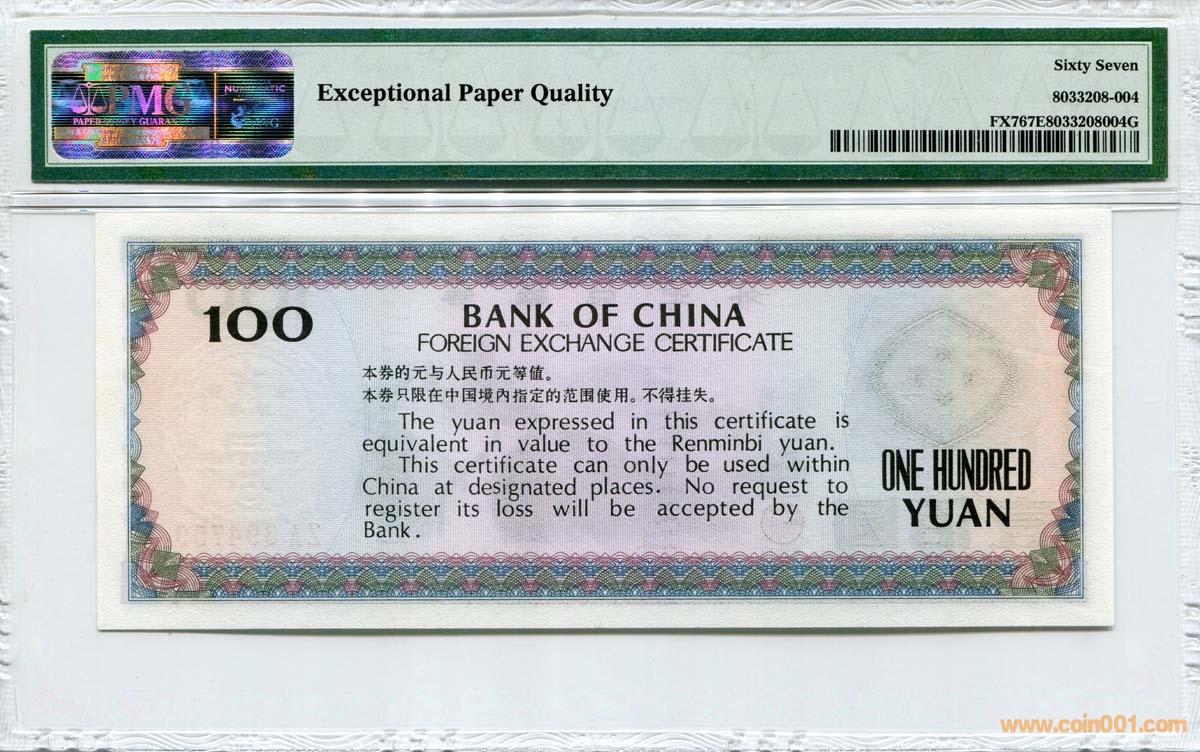 PMG
NUMISMATIC
Exceptional Paper Quality
Sixty Seven
8033208-004
FX767E8033208004G
100
BANK OF CHINA
FOREIGN EXCHANGE CERTIFICATE
本券的元与人民币元等值。
本券只限在中国境内指定的范围使用。不得挂失。
The yuan expressed in this certificate is
equivalent in value to the Renminbi yuan.
This certificate can only be used within
China at designated places. No request to
register its loss will be accepted by the
Bank.
ONE HUNDRED
YUAN
www.coin001.com